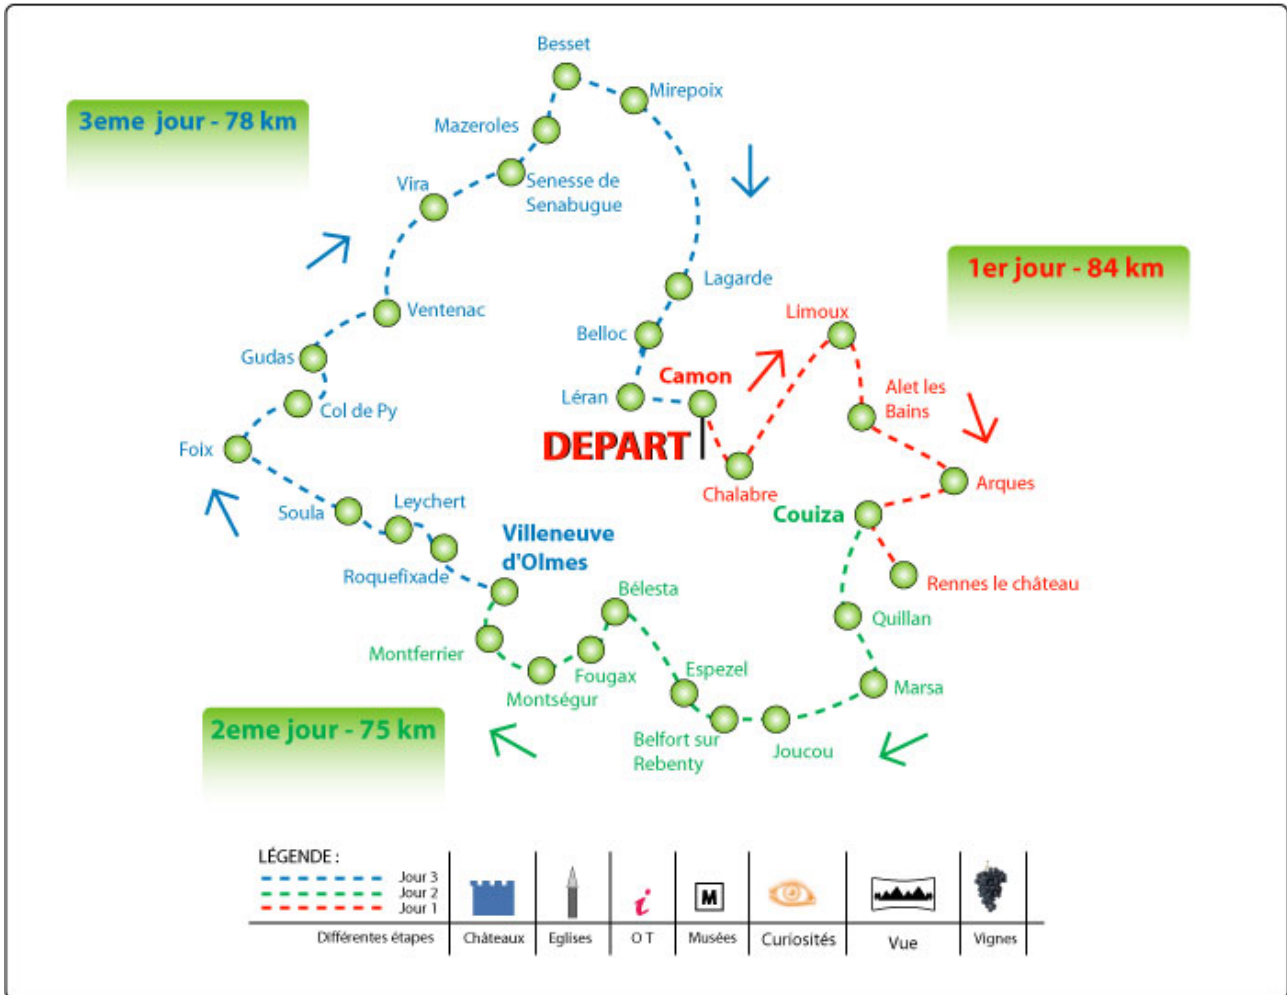 Besset
Mirepoix
3eme jour - 78 km
Mazeroles
Vira
Senesse de
Senabugue
1er jour - 84 km
Lagarde
Ventenac
Limoux
Belloc
Gudas
Camon
Alet les
Bains
Léran
Col de Py
DEPART
Foix
Chalabre
Arques
Leychert
Soula
Couiza
Villeneuve
d'Olmes
Roquefixade
Rennes le château
Bélesta
Quillan
Montferrier
Fougax
Espezel
Marsa
Montségur
2eme jour - 75 km
Belfort sur
Rebenty
Joucou
LÉGENDE :
Jour 3
Jour 2
Jour 1
M
i
Différentes étapes
Châteaux
Eglises
O T
Musées
Curiosités
Vue
Vignes